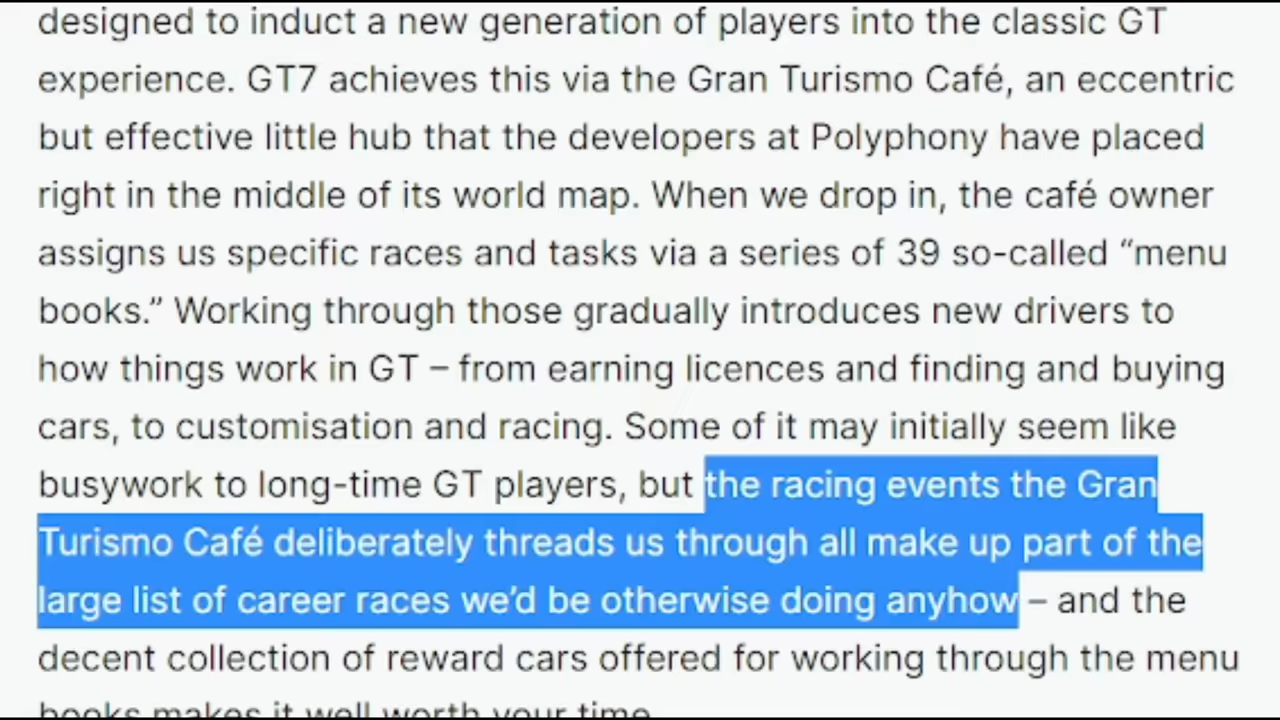 designed to induct a new generation of players into the classic GT
experience. GT7 achieves this via the Gran Turismo Café, an eccentric
but effective little hub that the developers at Polyphony have placed
right in the middle of its world map. When we drop in, the café owner
assigns us specific races and tasks via a series of 39 so-called “menu
books.” Working through those gradually introduces new drivers to
how things work in GT – from earning licences and finding and buying
cars, to customisation and racing. Some of it may initially seem like
busywork to long-time GT players, but the racing events the Gran
Turismo Café deliberately threads us through all make up part of the
large list of career races we’d be otherwise doing anyhow – and the
decent collection of reward cars offered for working through the menu
books makes it well worth your time.